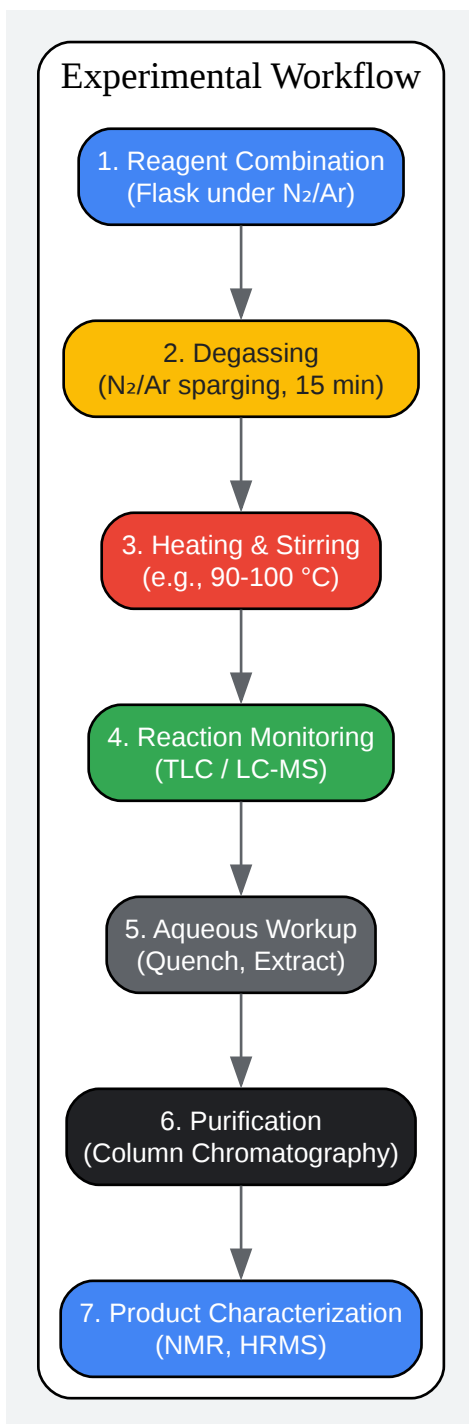 Experimental Workflow
1. Reagent Combination
(Flask under N₂/Ar)
2. Degassing
(N₂/Ar sparging, 15 min)
3. Heating & Stirring
(e.g., 90-100 °C)
4. Reaction Monitoring
(TLC / LC-MS)
5. Aqueous Workup
(Quench, Extract)
6. Purification
(Column Chromatography)
7. Product Characterization
(NMR, HRMS)